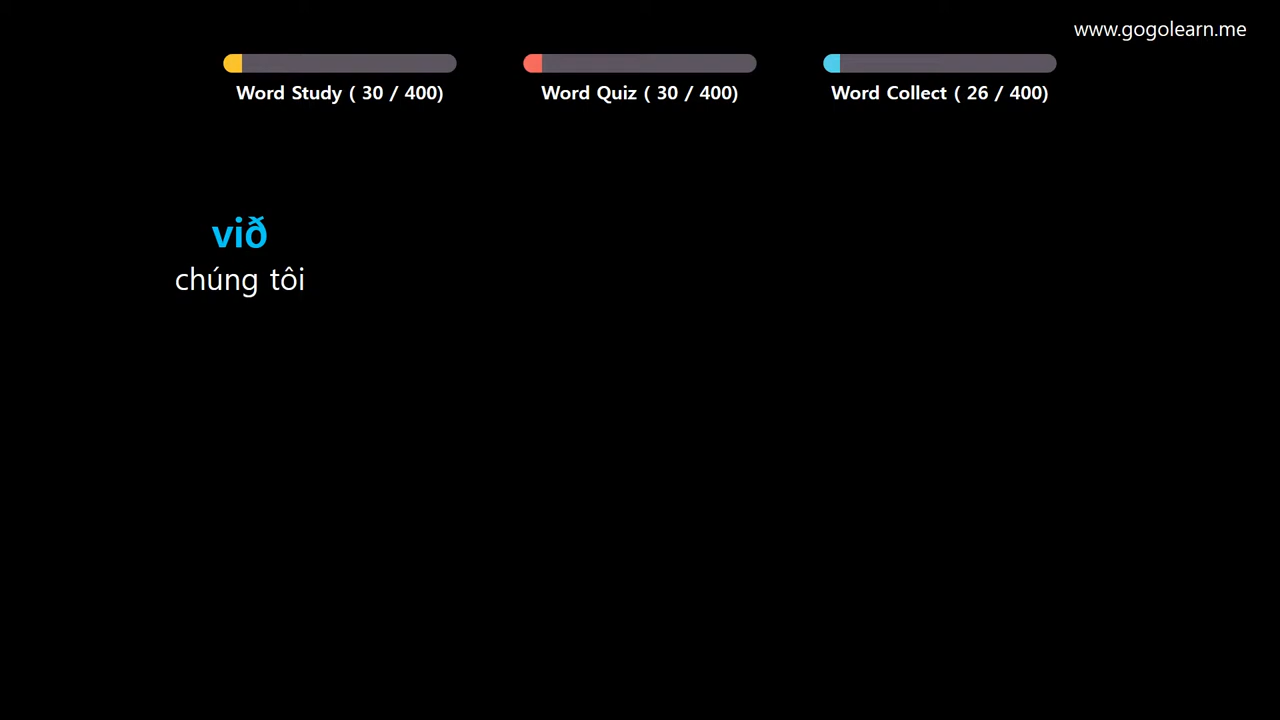 www.gogolearn.me
Word Study ( 30 / 400)
Word Quiz ( 30 / 400)
Word Collect ( 26 / 400)
við
chúng tôi